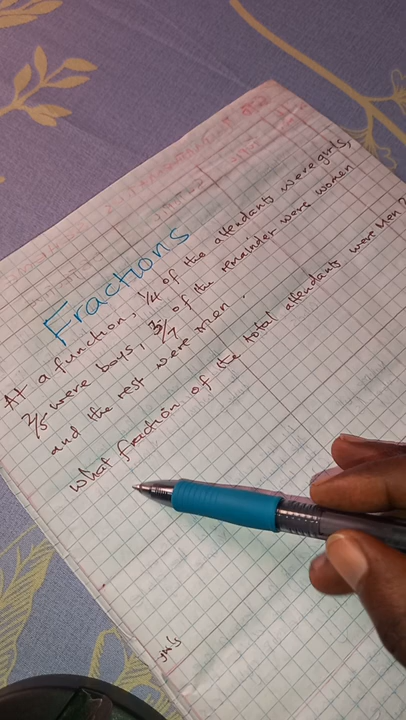 Fractions
At a function, 1/4 of the attendants were girls,
2/5 were boys, 3/7 of the remainder were women
and the rest were men.
What fraction of the total attendants were men?